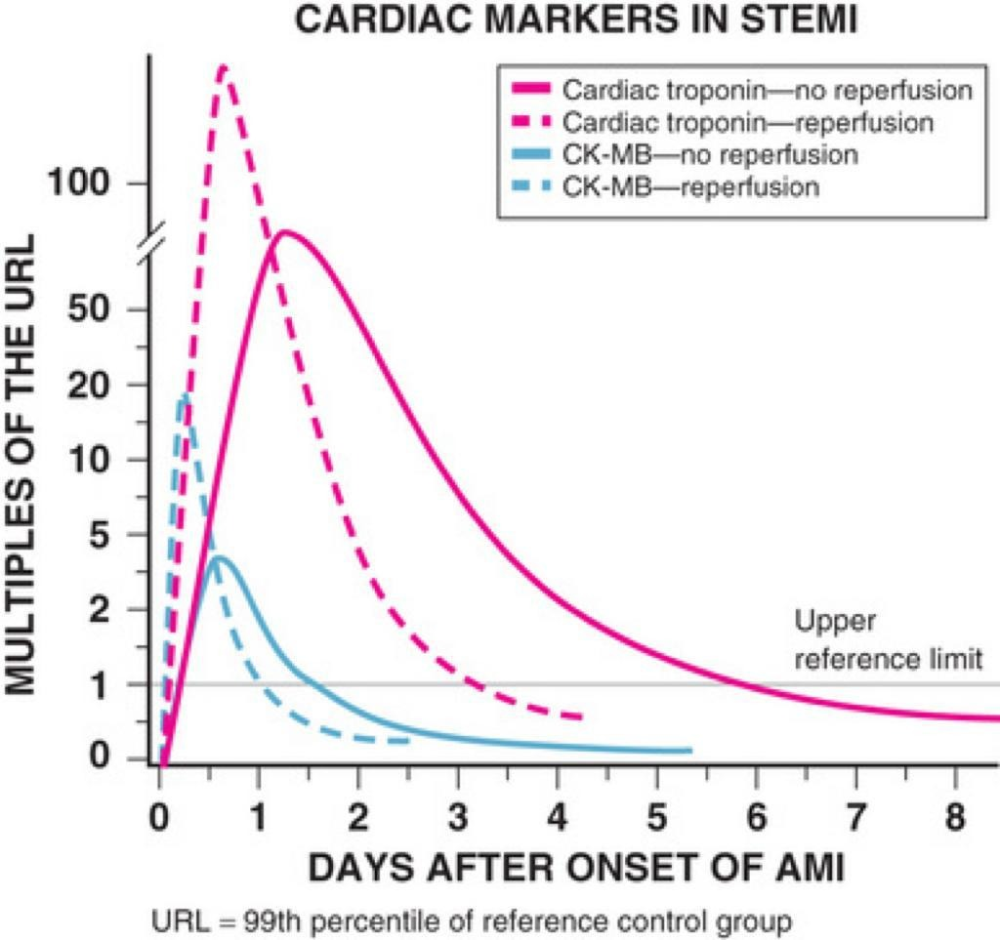 CARDIAC MARKERS IN STEMI
Cardiac troponin—no reperfusion
Cardiac troponin—reperfusion
CK-MB—no reperfusion
CK-MB—reperfusion
MULTIPLES OF THE URL
100
50
20
10
5
2
1
0
Upper
reference limit
0 1 2 3 4 5 6 7 8
DAYS AFTER ONSET OF AMI
URL = 99th percentile of reference control group